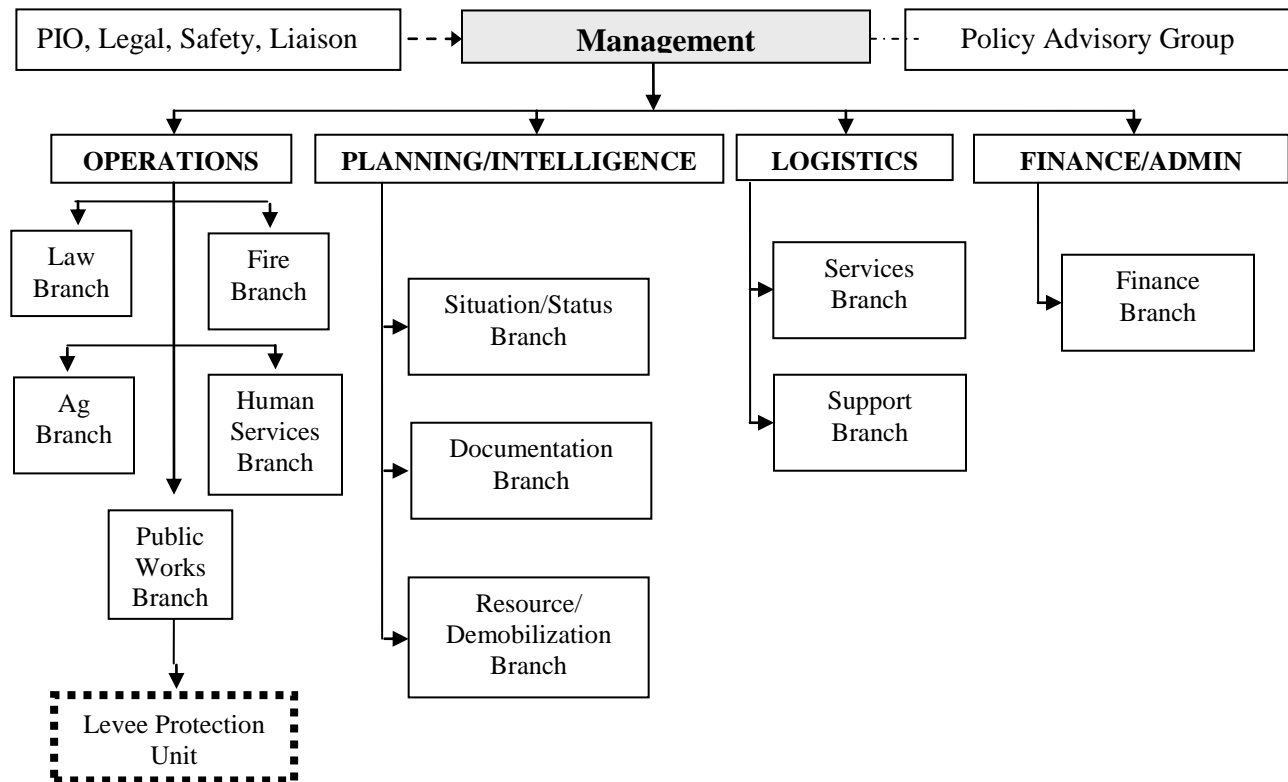 PIO, Legal, Safety, Liaison
Management
Policy Advisory Group
OPERATIONS
PLANNING/INTELLIGENCE
LOGISTICS
FINANCE/ADMIN
Law
Branch
Fire
Branch
Ag
Branch
Human
Services
Branch
Public
Works
Branch
Levee Protection
Unit
Situation/Status
Branch
Documentation
Branch
Resource/
Demobilization
Branch
Services
Branch
Support
Branch
Finance
Branch